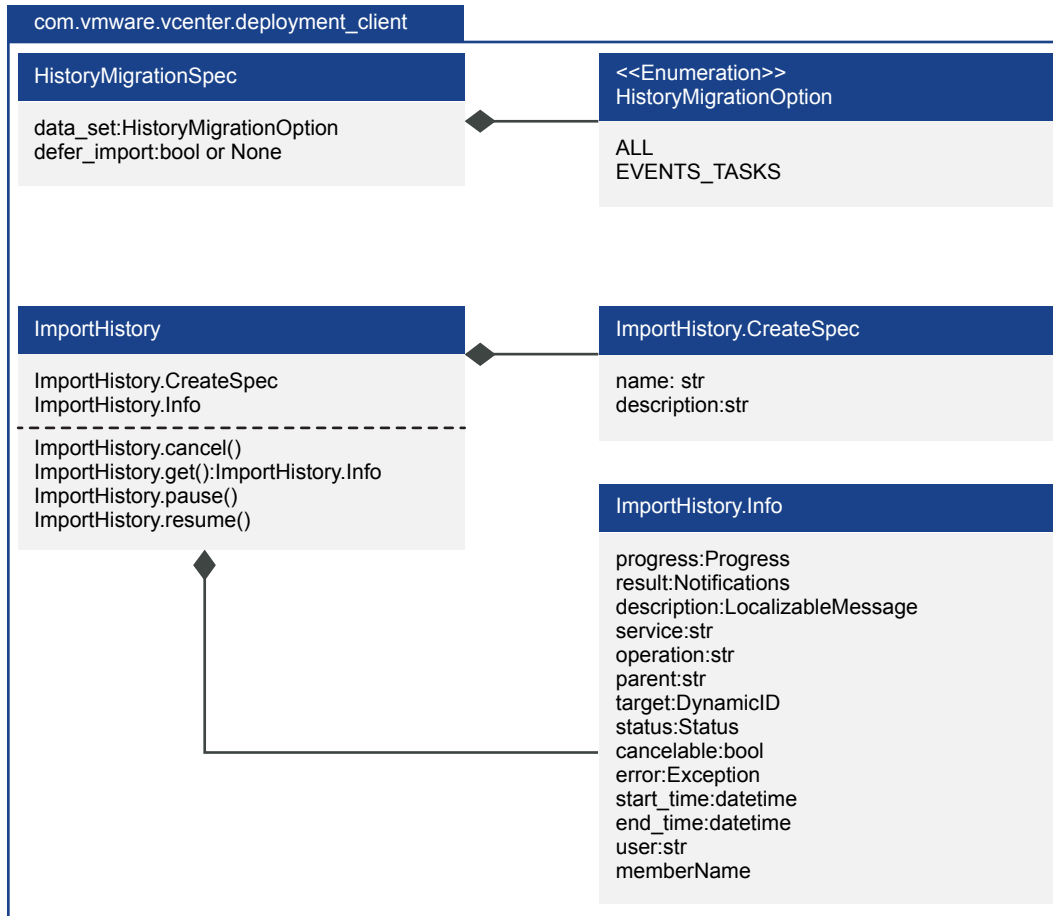 com.vmware.vcenter.deployment_client
HistoryMigrationSpec
data_set:HistoryMigrationOption
defer_import:bool or None
<<Enumeration>>
HistoryMigrationOption
ALL
EVENTS_TASKS
ImportHistory
ImportHistory.CreateSpec
ImportHistory.Info
ImportHistory.cancel()
ImportHistory.get():ImportHistory.Info
ImportHistory.pause()
ImportHistory.resume()
ImportHistory.CreateSpec
name: str
description:str
ImportHistory.Info
progress:Progress
result:Notifications
description:LocalizableMessage
service:str
operation:str
parent:str
target:DynamicID
status:Status
cancelable:bool
error:Exception
start_time:datetime
end_time:datetime
user:str
memberName